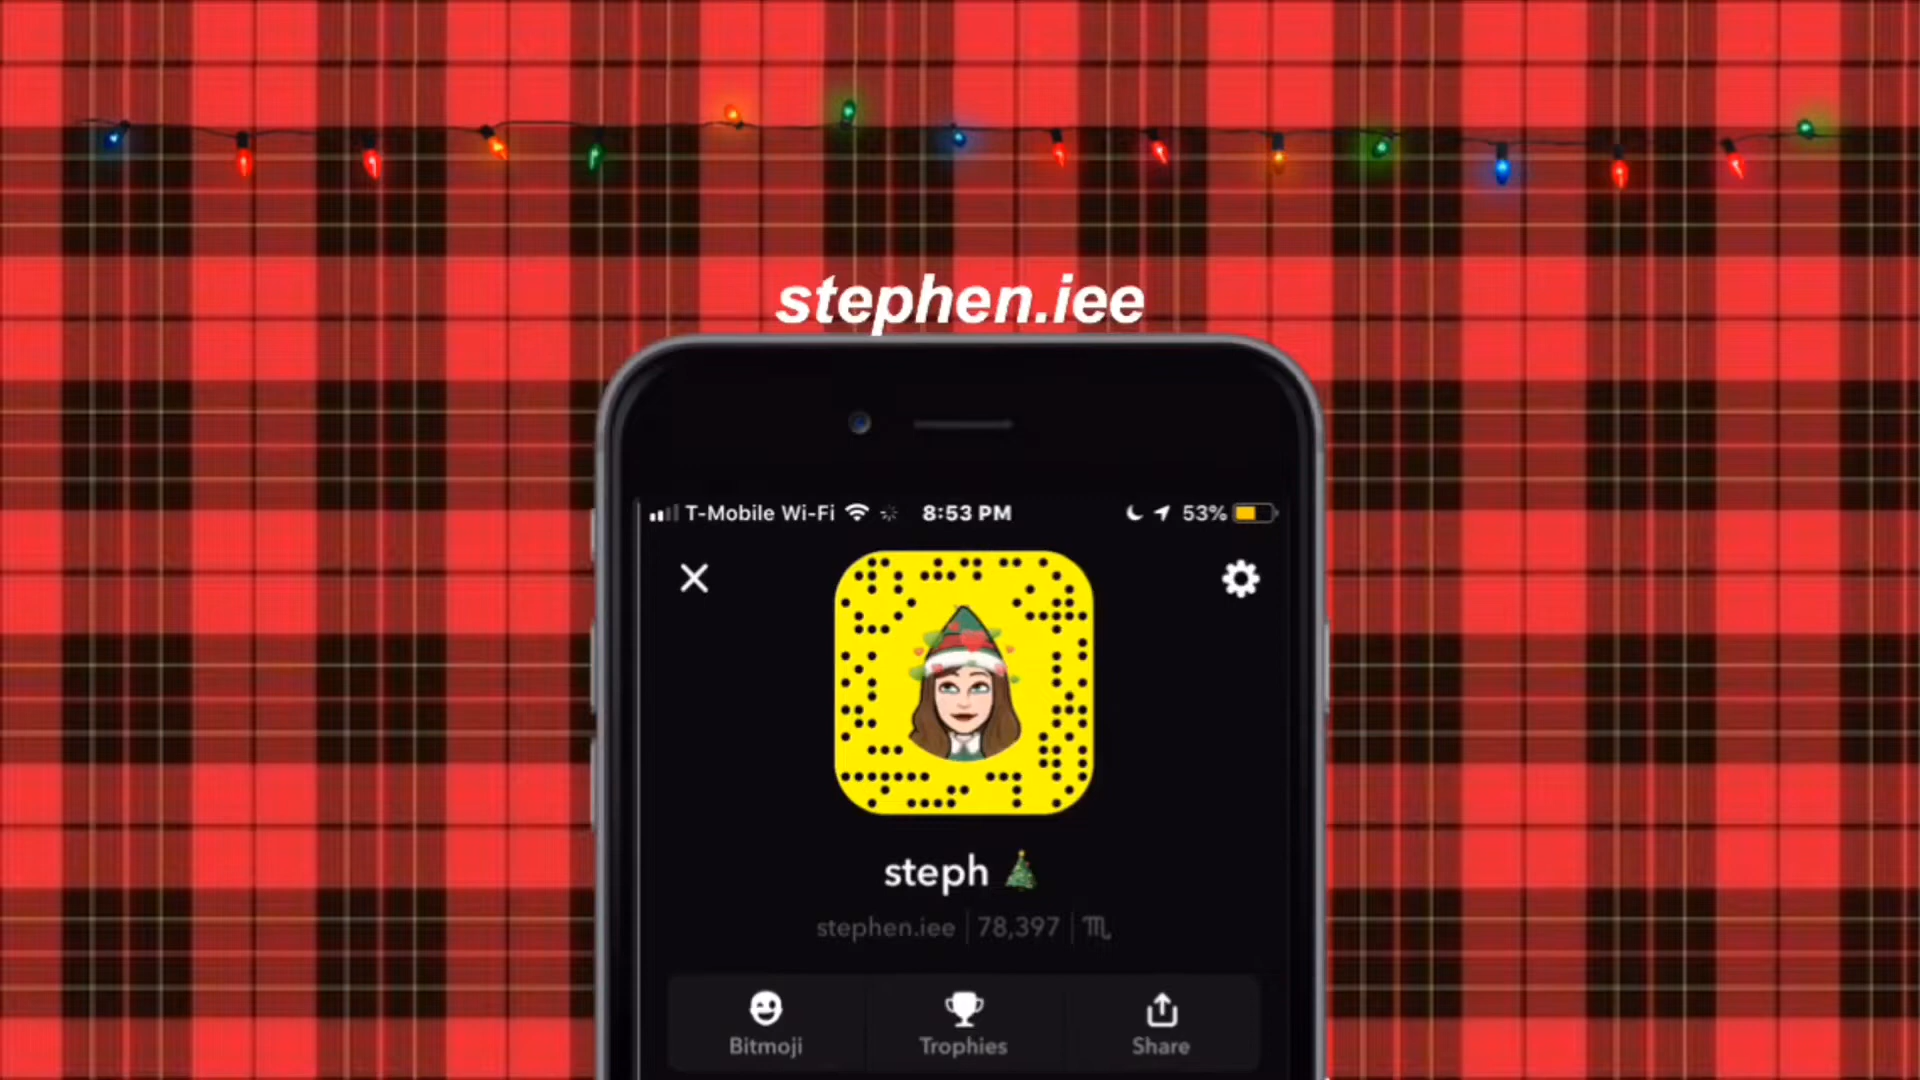 stephen.iee
T-Mobile Wi-Fi 8:53 PM 53%
steph 🎄
stephen.iee | 78,397 | ♏
Bitmoji Trophies Share